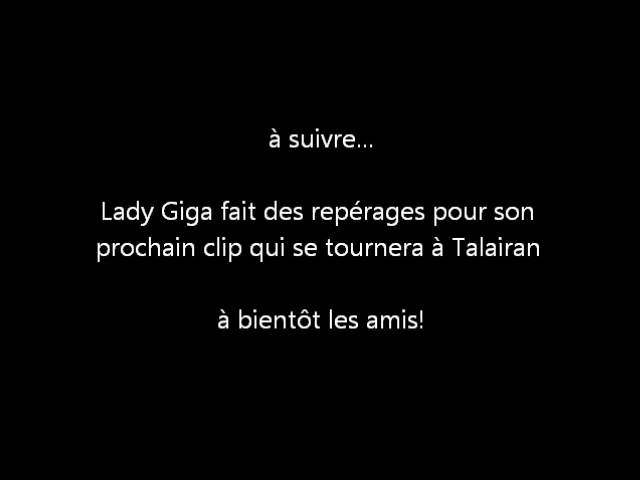 à suivre...
Lady Giga fait des repérages pour son
prochain clip qui se tournera à Talairan
à bientôt les amis!